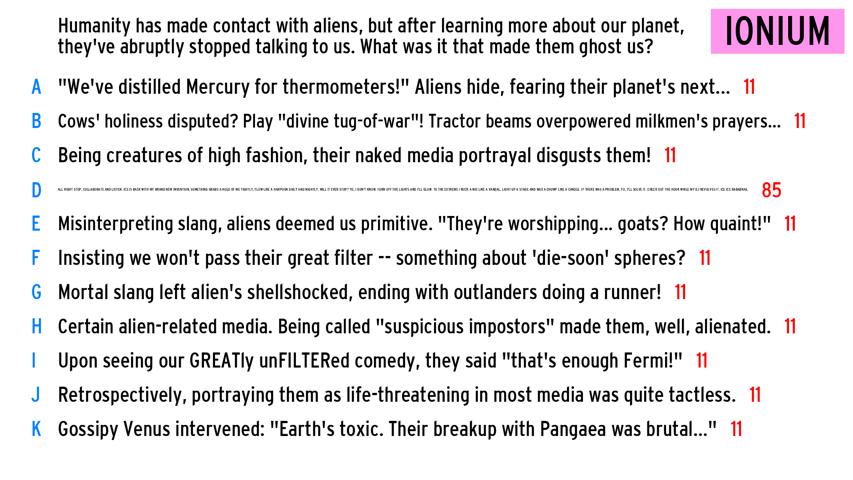 Humanity has made contact with aliens, but after learning more about our planet,
they've abruptly stopped talking to us. What was it that made them ghost us?
IONIUM
A "We've distilled Mercury for thermometers!" Aliens hide, fearing their planet's next... 11
B Cows' holiness disputed? Play "divine tug-of-war"! Tractor beams overpowered milkmen's prayers... 11
C Being creatures of high fashion, their naked media portrayal disgusts them! 11
D 85
E Misinterpreting slang, aliens deemed us primitive. "They're worshipping... goats? How quaint!" 11
F Insisting we won't pass their great filter -- something about 'die-soon' spheres? 11
G Mortal slang left alien's shellshocked, ending with outlanders doing a runner! 11
H Certain alien-related media. Being called "suspicious impostors" made them, well, alienated. 11
I Upon seeing our GREATly unFILTERed comedy, they said "that's enough Fermi!" 11
J Retrospectively, portraying them as life-threatening in most media was quite tactless. 11
K Gossipy Venus intervened: "Earth's toxic. Their breakup with Pangaea was brutal..." 11